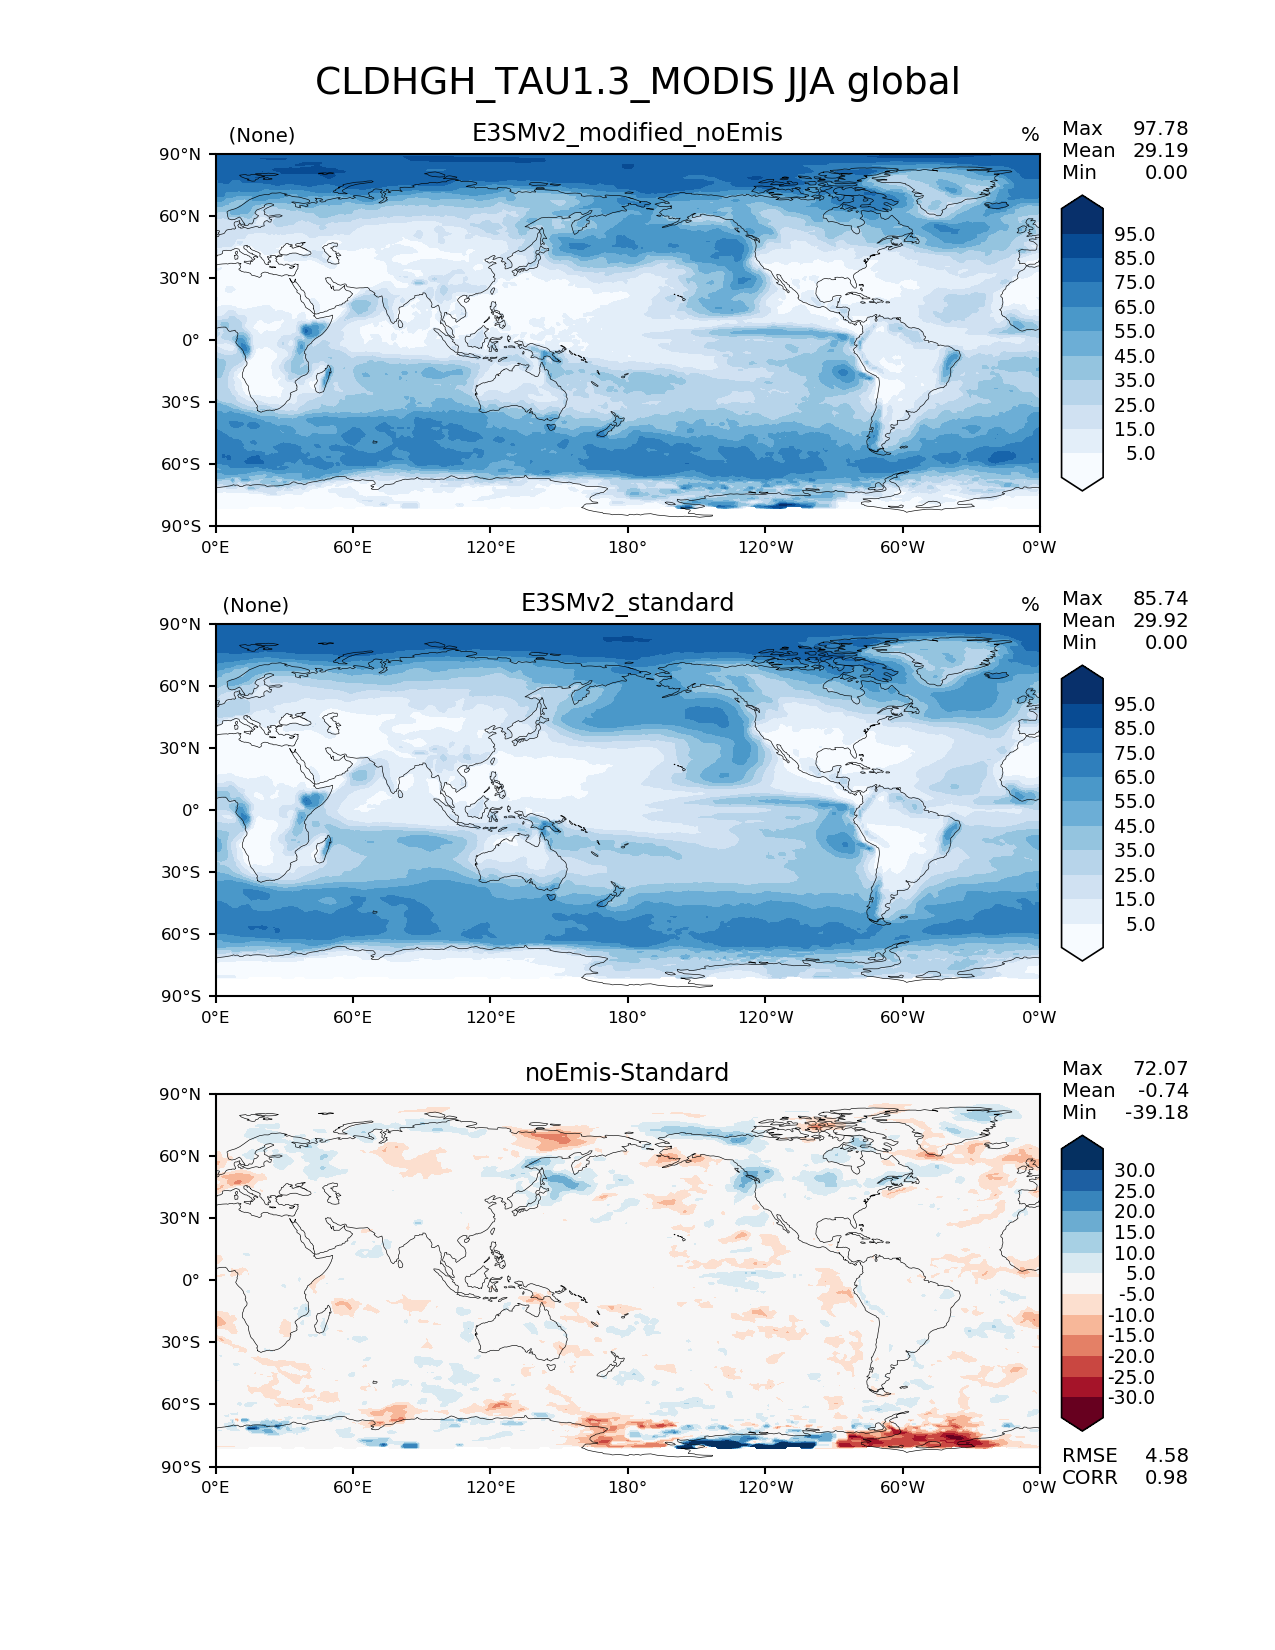 CLDHGH_TAU1.3_MODIS JJA global
(None) E3SMv2_modified_noEmis %
Max 97.78
Mean 29.19
Min 0.00
90°N
60°N
30°N
0°
30°S
60°S
90°S
0°E 60°E 120°E 180° 120°W 60°W 0°W
95.0
85.0
75.0
65.0
55.0
45.0
35.0
25.0
15.0
5.0
(None) E3SMv2_standard %
Max 85.74
Mean 29.92
Min 0.00
90°N
60°N
30°N
0°
30°S
60°S
90°S
0°E 60°E 120°E 180° 120°W 60°W 0°W
95.0
85.0
75.0
65.0
55.0
45.0
35.0
25.0
15.0
5.0
noEmis-Standard
Max 72.07
Mean -0.74
Min -39.18
90°N
60°N
30°N
0°
30°S
60°S
90°S
0°E 60°E 120°E 180° 120°W 60°W 0°W
30.0
25.0
20.0
15.0
10.0
5.0
-5.0
-10.0
-15.0
-20.0
-25.0
-30.0
RMSE 4.58
CORR 0.98